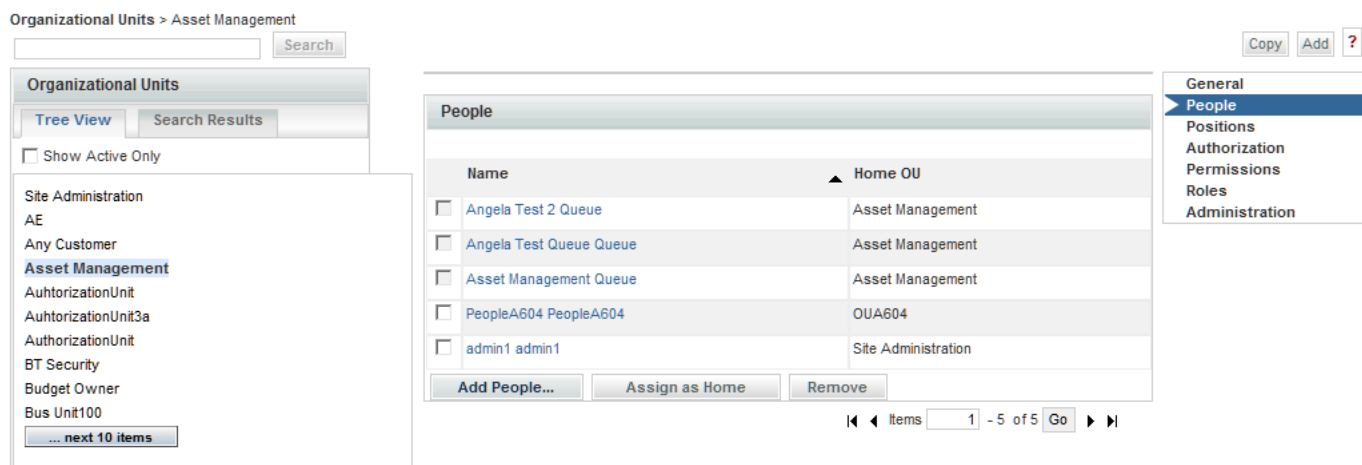 Organizational Units > Asset Management
Search
Copy Add ?
Organizational Units
Tree View Search Results
Show Active Only
Site Administration
AE
Any Customer
Asset Management
AuhtorizationUnit
AuhtorizationUnit3a
AuthorizationUnit
BT Security
Budget Owner
Bus Unit100
... next 10 items
People
Name Home OU
Angela Test 2 Queue Asset Management
Angela Test Queue Queue Asset Management
Asset Management Queue Asset Management
PeopleA604 PeopleA604 OUA604
admin1 admin1 Site Administration
Add People... Assign as Home Remove
Items 1 - 5 of 5 Go
General
People
Positions
Authorization
Permissions
Roles
Administration